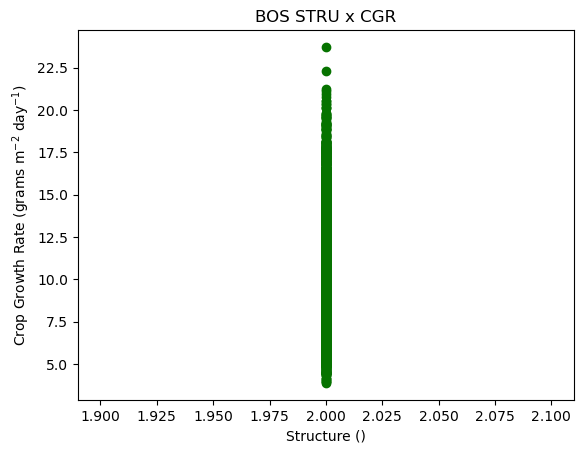 BOS STRU x CGR
Crop Growth Rate (grams m⁻² day⁻¹)
22.5
20.0
17.5
15.0
12.5
10.0
7.5
5.0
1.900 1.925 1.950 1.975 2.000 2.025 2.050 2.075 2.100
Structure ()